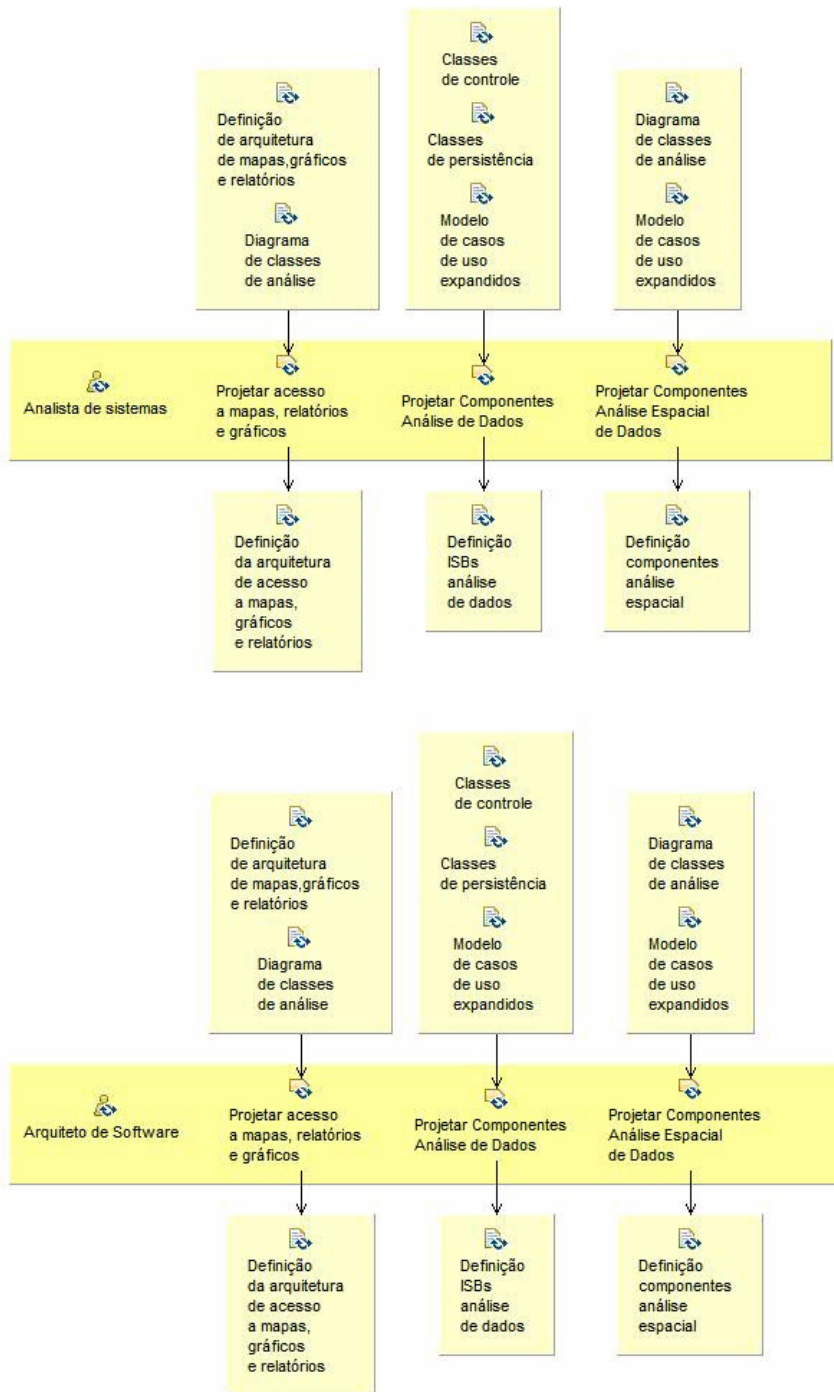 Definição
de arquitetura
de mapas,gráficos
e relatórios
Diagrama
de classes
de análise
Classes
de controle
Classes
de persistência
Modelo
de casos
de uso
expandidos
Diagrama
de classes
de análise
Modelo
de casos
de uso
expandidos
Analista de sistemas
Projetar acesso
a mapas, relatórios
e gráficos
Projetar Componentes
Análise de Dados
Projetar Componentes
Análise Espacial
de Dados
Definição
da arquitetura
de acesso
a mapas,
gráficos
e relatórios
Definição
ISBs
análise
de dados
Definição
componentes
análise
espacial
Definição
de arquitetura
de mapas,gráficos
e relatórios
Diagrama
de classes
de análise
Classes
de controle
Classes
de persistência
Modelo
de casos
de uso
expandidos
Diagrama
de classes
de análise
Modelo
de casos
de uso
expandidos
Arquiteto de Software
Projetar acesso
a mapas, relatórios
e gráficos
Projetar Componentes
Análise de Dados
Projetar Componentes
Análise Espacial
de Dados
Definição
da arquitetura
de acesso
a mapas,
gráficos
e relatórios
Definição
ISBs
análise
de dados
Definição
componentes
análise
espacial